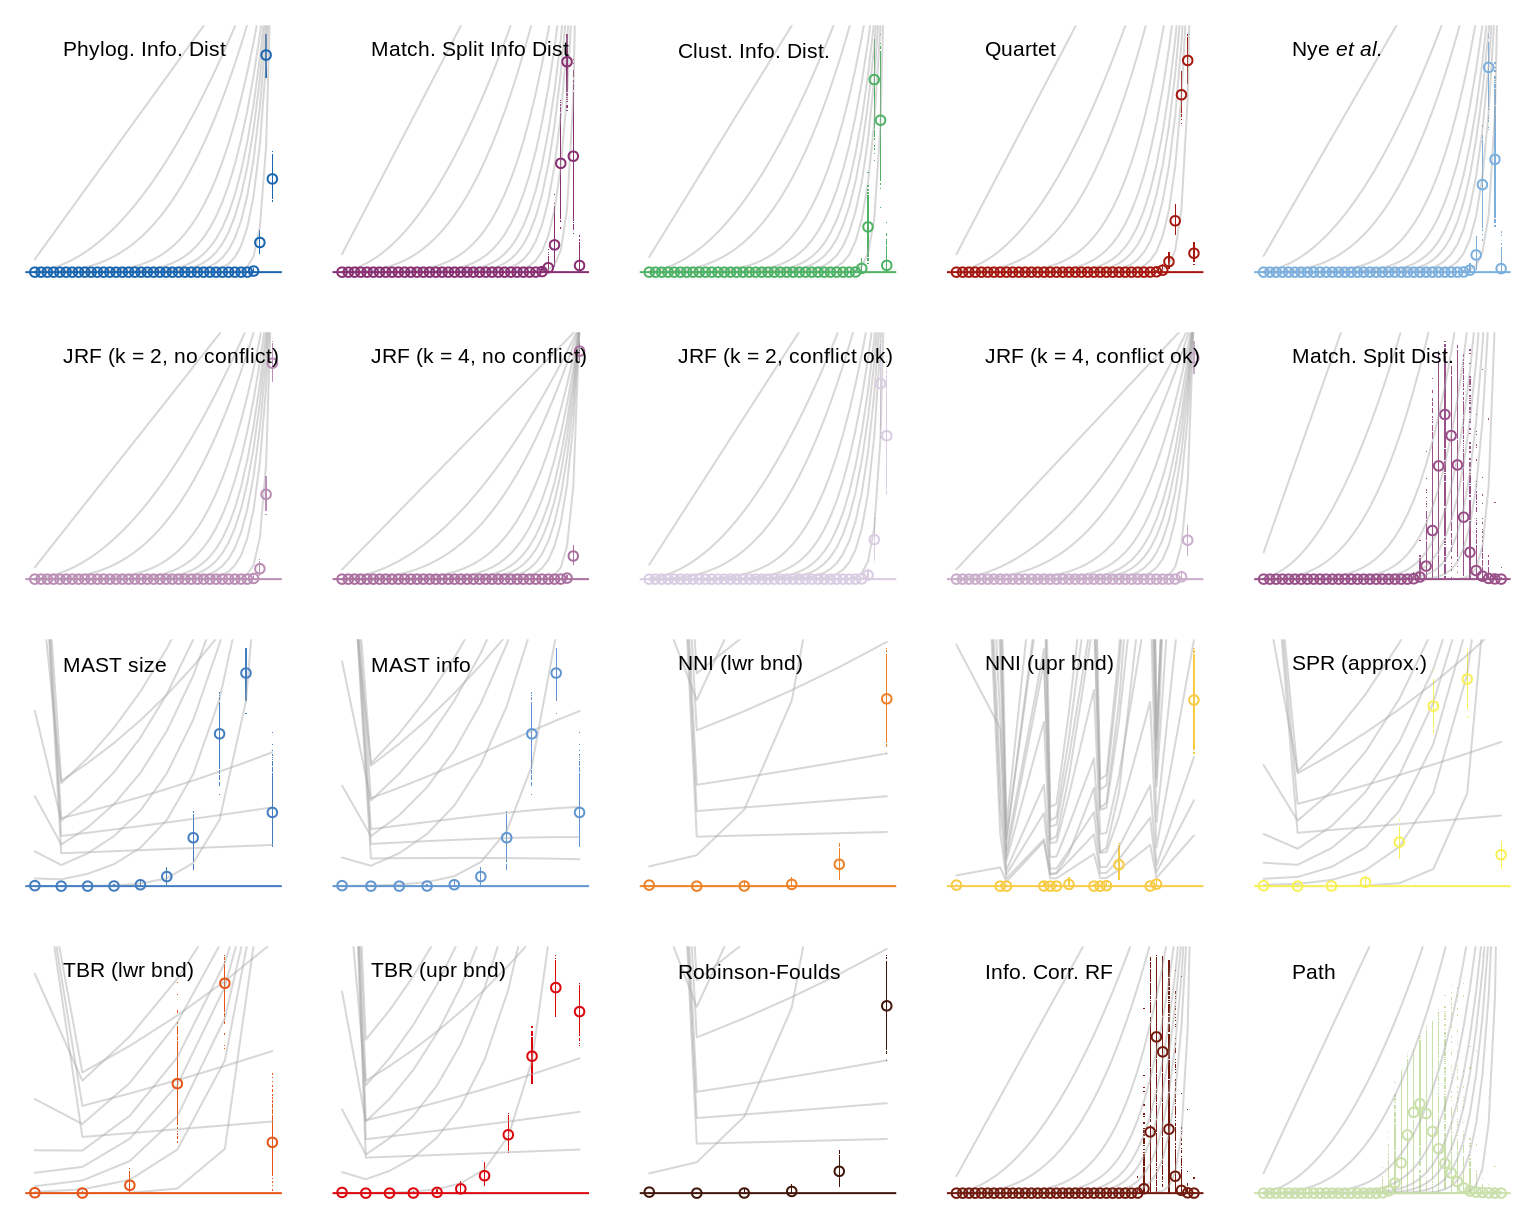 Phylog. Info. Dist
Match. Split Info Dist
Clust. Info. Dist.
Quartet
Nye et al.
JRF (k = 2, no conflict)
JRF (k = 4, no conflict)
JRF (k = 2, conflict ok)
JRF (k = 4, conflict ok)
Match. Split Dist.
MAST size
MAST info
NNI (lwr bnd)
NNI (upr bnd)
SPR (approx.)
TBR (lwr bnd)
TBR (upr bnd)
Robinson-Foulds
Info. Corr. RF
Path